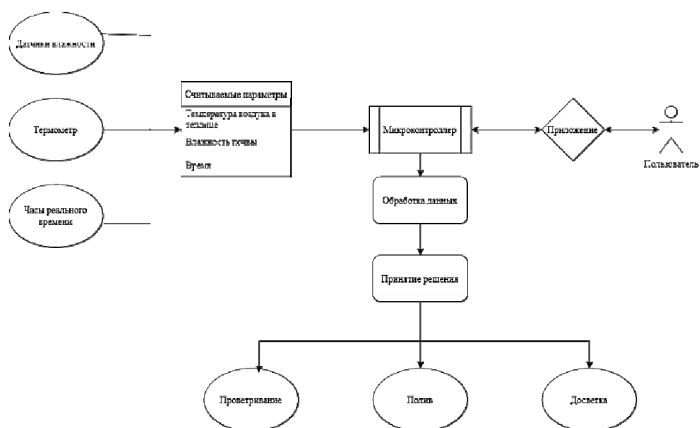 Датчики влажности
Считываемые параметры
Температура воздуха в
теплице
Влажность почвы
Время
Термометр
Микроконтроллер
Приложение
Пользователь
Обработка данных
Часы реального
времени
Принятие решения
Проветривание
Полив
Досветка